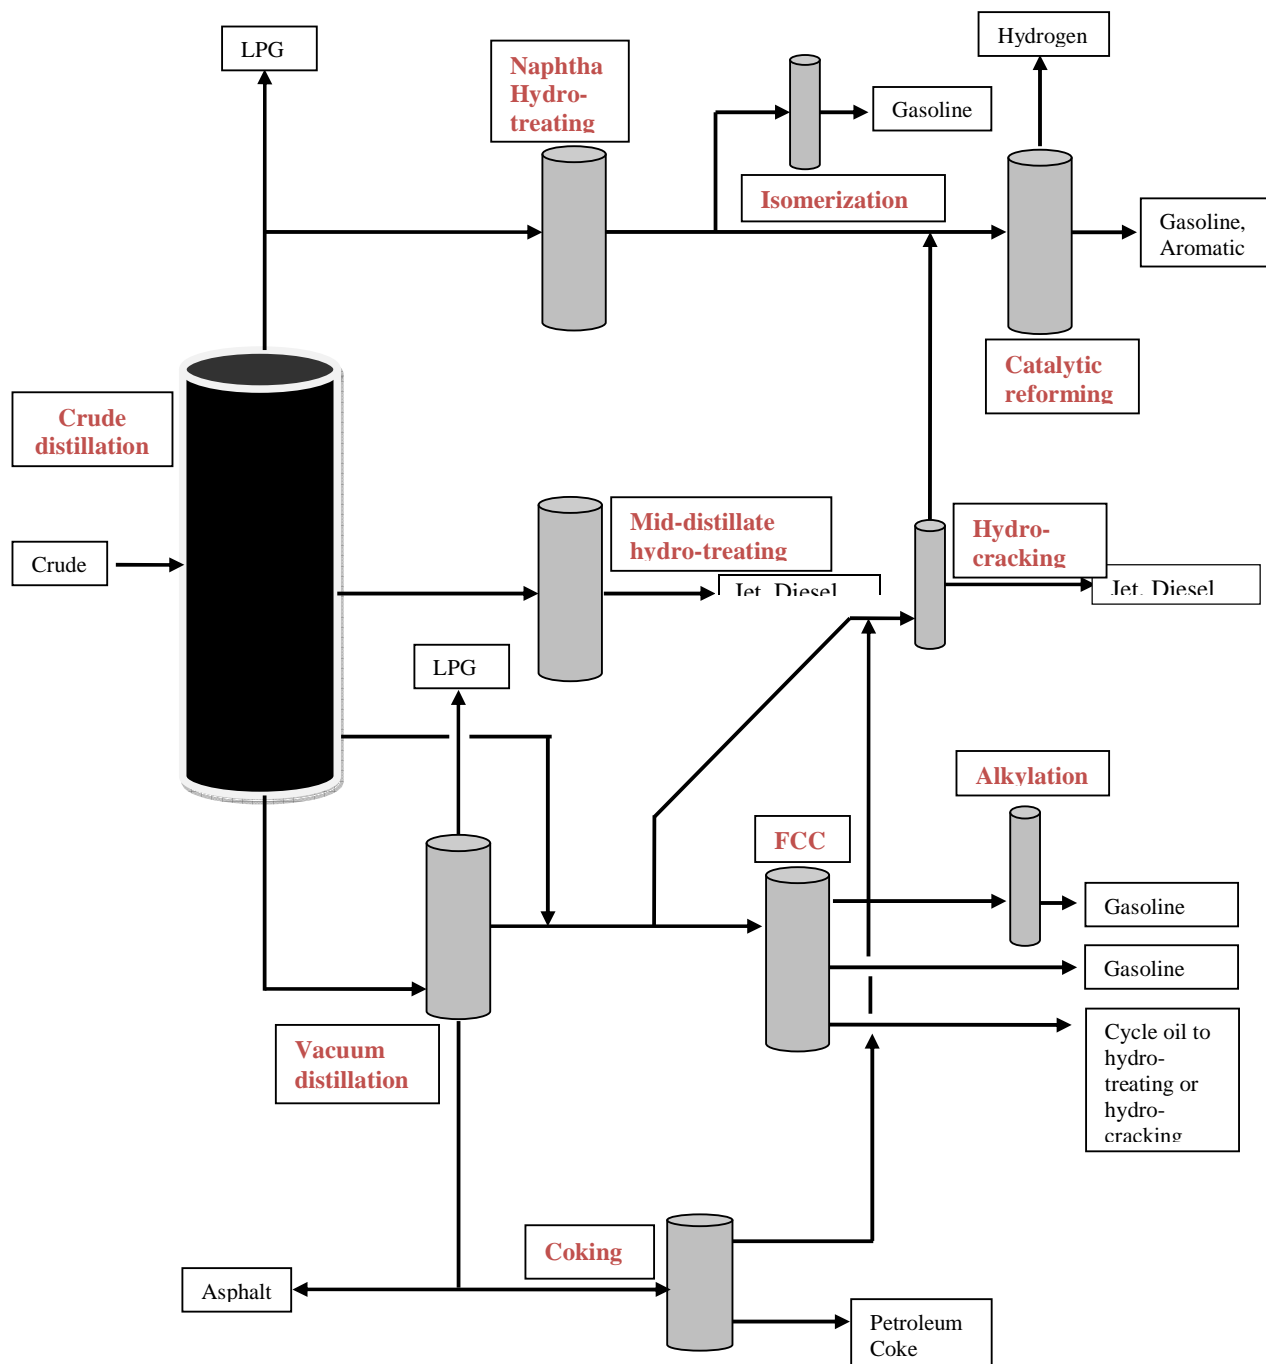 LPG
Naphtha
Hydro-
treating
Hydrogen
Gasoline
Isomerization
Gasoline,
Aromatic
Catalytic
reforming
Crude
distillation
Crude
Mid-distillate
hydro-treating
Jet, Diesel
Hydro-
cracking
Jet, Diesel
LPG
Alkylation
FCC
Gasoline
Gasoline
Cycle oil to
hydro-
treating or
hydro-
cracking
Vacuum
distillation
Coking
Asphalt
Petroleum
Coke